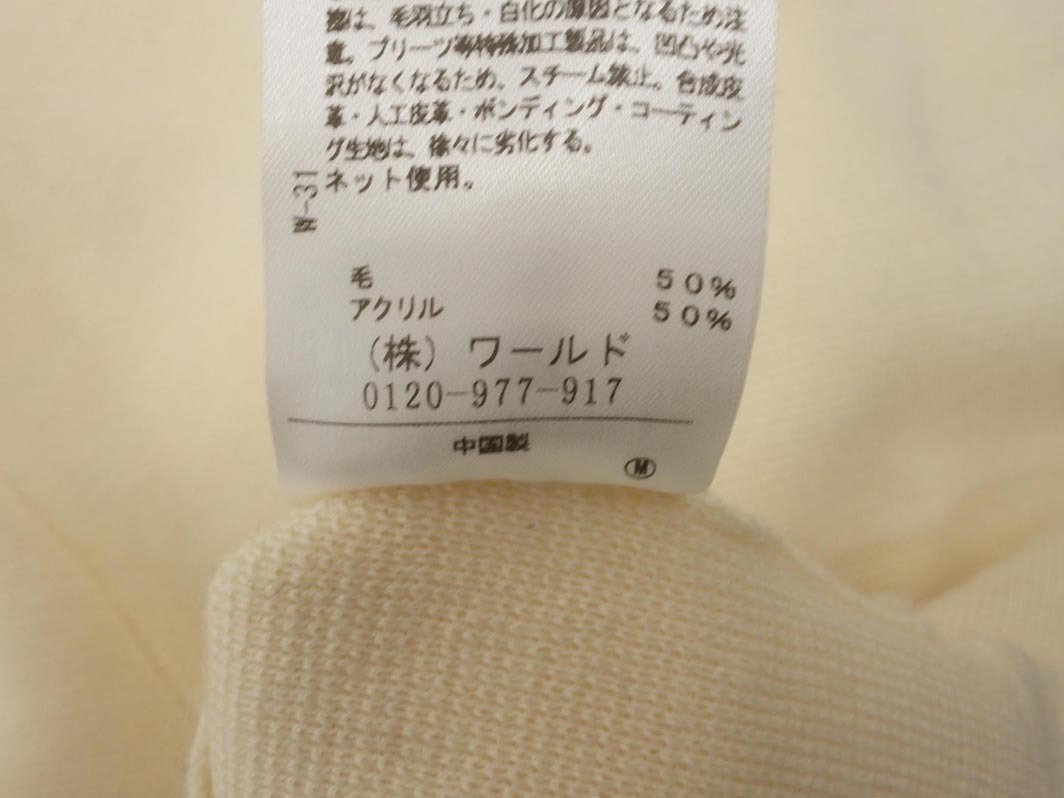 は、毛羽立ち・白化の原因となるため注
意。プリーツ等特殊加工製品は、凹凸や光
沢がなくなるため、スチーム禁止。合成皮
革・人工皮革・ボンディング・コーティン
グ生地は、徐々に劣化する。
ネット使用。
W-31
毛 50%
アクリル 50%
(株) ワールド
0120-977-917
中国製
M